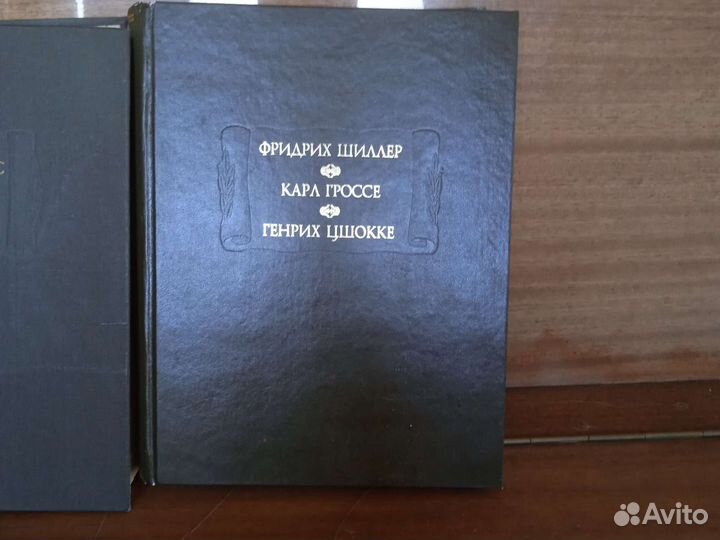 ФРИДРИХ ШИЛЛЕР
КАРЛ ГРОССЕ
ГЕНРИХ ЦШОККЕ
С
Avito